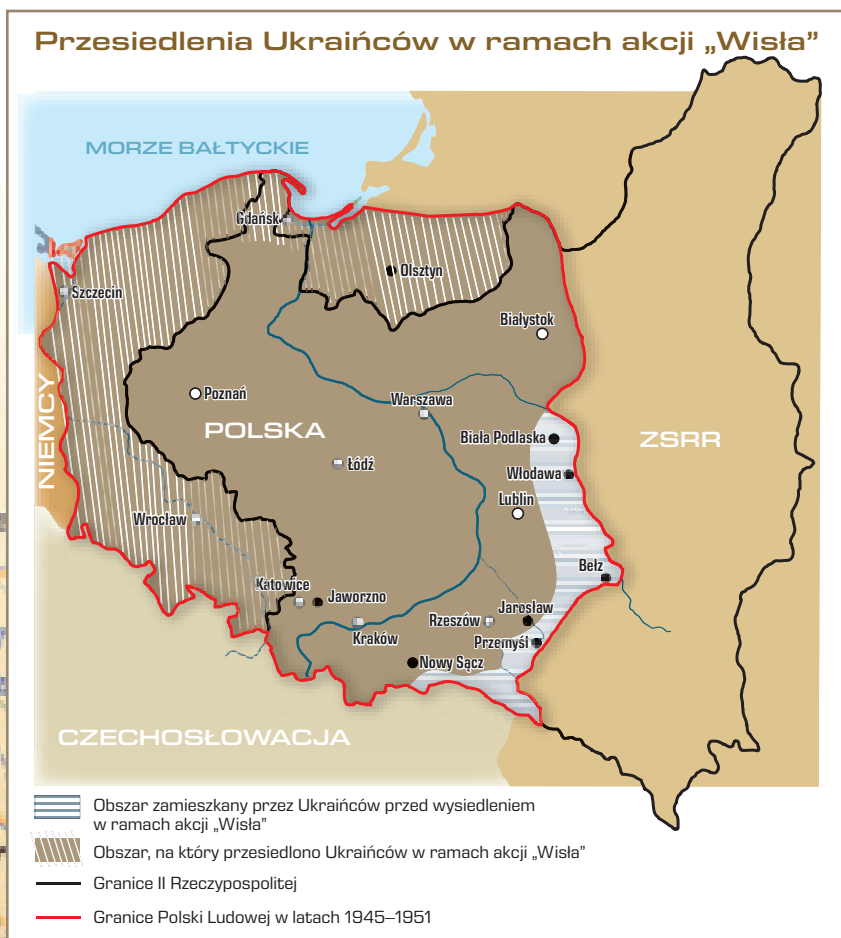 Przesiedlenia Ukraińców w ramach akcji „Wisła”
MORZE BAŁTYCKIE
Gdańsk
Olsztyn
Szczecin
Białystok
Poznań
Warszawa
NIEMCY
POLSKA
Biała Podlaska
ZSRR
Łódź
Włodawa
Lublin
Wrocław
Bełz
Katowice
Jaworzno
Rzeszów
Jarosław
Kraków
Przemyśl
Nowy Sącz
CZECHOSŁOWACJA
Obszar zamieszkany przez Ukraińców przed wysiedleniem
w ramach akcji „Wisła”
Obszar, na który przesiedlono Ukraińców w ramach akcji „Wisła”
Granice II Rzeczypospolitej
Granice Polski Ludowej w latach 1945–1951